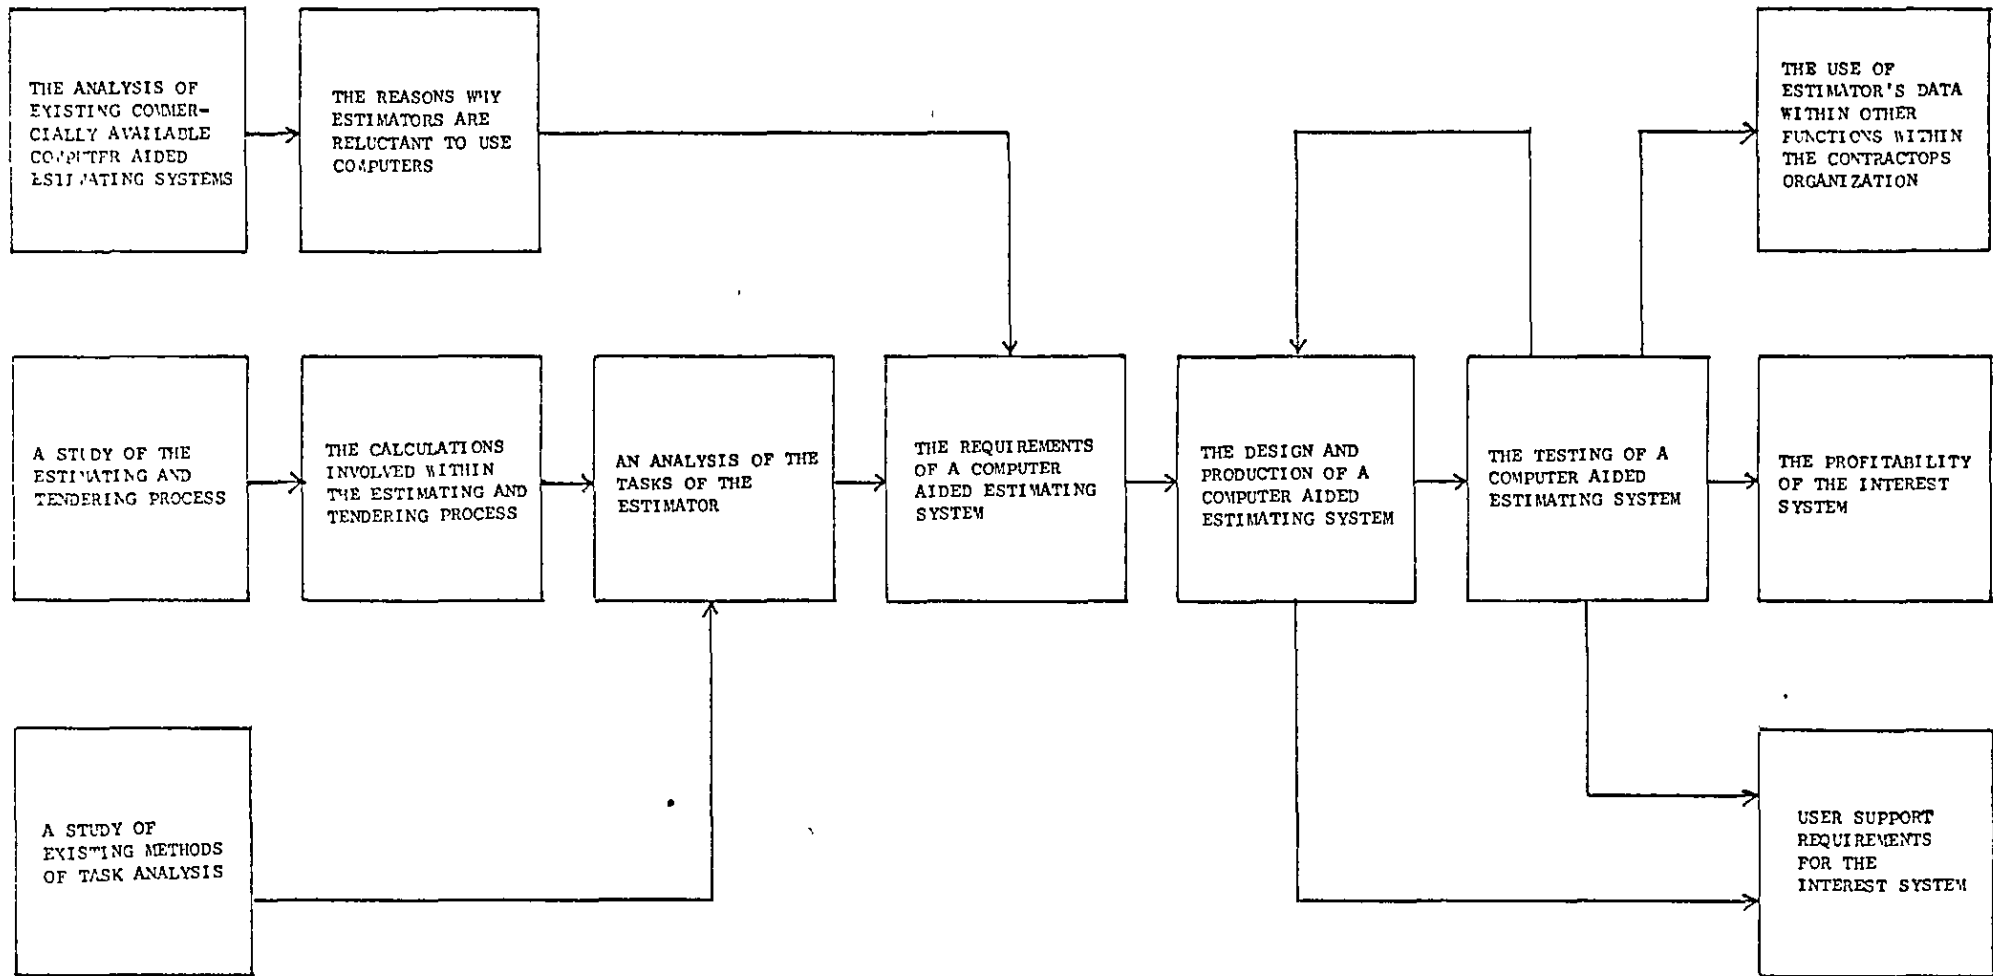 THE ANALYSIS OF
EXISTING COMMER-
CIALLY AVAILABLE
COMPUTER AIDED
ESTIMATING SYSTEMS
THE REASONS WHY
ESTIMATORS ARE
RELUCTANT TO USE
COMPUTERS
THE USE OF
ESTIMATOR'S DATA
WITHIN OTHER
FUNCTIONS WITHIN
THE CONTRACTOPS
ORGANIZATION
A STUDY OF THE
ESTIMATING AND
TENDERING PROCESS
THE CALCULATIONS
INVOLVED WITHIN
THE ESTIMATING AND
TENDERING PROCESS
AN ANALYSIS OF THE
TASKS OF THE
ESTIMATOR
THE REQUIREMENTS
OF A COMPUTER
AIDED ESTIMATING
SYSTEM
THE DESIGN AND
PRODUCTION OF A
COMPUTER AIDED
ESTIMATING SYSTEM
THE TESTING OF A
COMPUTER AIDED
ESTIMATING SYSTEM
THE PROFITABILITY
OF THE INTEREST
SYSTEM
A STUDY OF
EXISTING METHODS
OF TASK ANALYSIS
USER SUPPORT
REQUIREMENTS
FOR THE
INTEREST SYSTEM